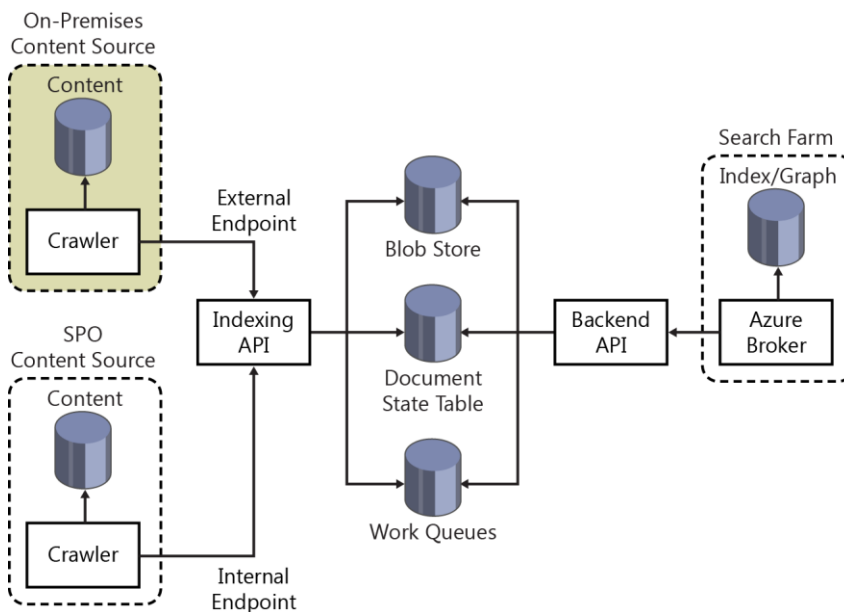 On-Premises
Content Source
Content
Crawler
External
Endpoint
SPO
Content Source
Content
Crawler
Internal
Endpoint
Indexing
API
Blob Store
Document
State Table
Work Queues
Backend
API
Search Farm
Index/Graph
Azure
Broker